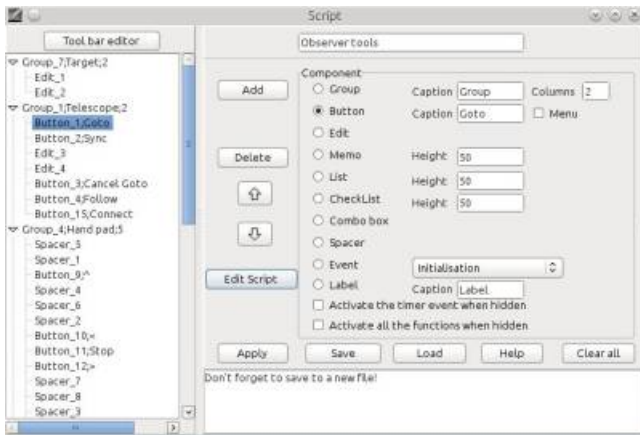 Script
Tool bar editor
Observer tools
Group_7;Target;2
Edit_1
Edit_2
Group_1;Telescope;2
Button_1;Goto
Button_2;Sync
Edit_3
Edit_4
Button_3;Cancel Goto
Button_4;Follow
Button_15;Connect
Group_4;Hand pad;5
Spacer_5
Spacer_1
Button_9;^
Spacer_4
Spacer_6
Spacer_2
Button_10;<
Button_11;Stop
Button_12;>
Spacer_7
Spacer_8
Spacer_3
Add
Delete
Edit Script
Component
Group Caption Group Columns 2
Button Caption Goto Menu
Edit
Memo Height 50
List Height 50
CheckList Height 50
Combo box
Spacer
Event Initialisation
Label Caption Label
Activate the timer event when hidden
Activate all the functions when hidden
Apply Save Load Help Clear all
Don't forget to save to a new file!